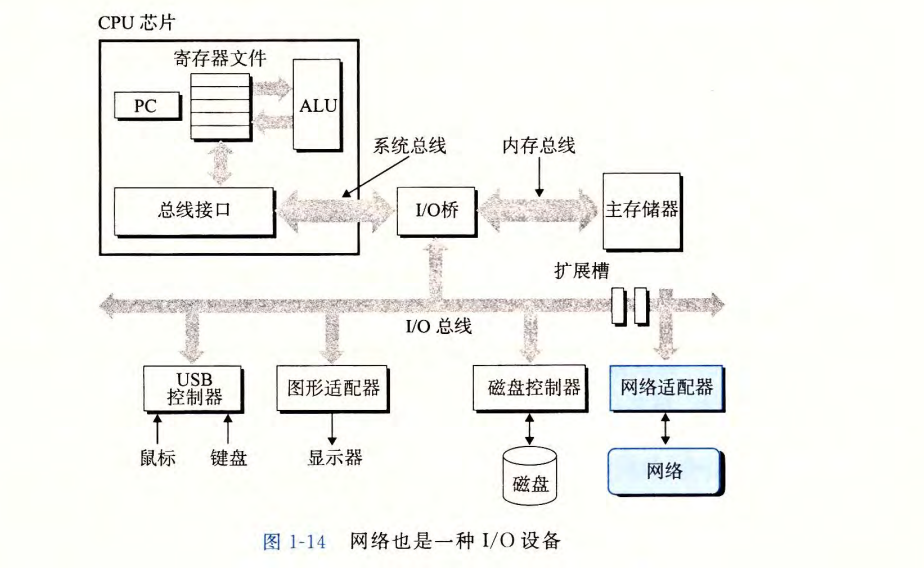 CPU 芯片
寄存器文件
PC
ALU
系统总线
内存总线
总线接口
I/O桥
主存储器
扩展槽
I/O 总线
USB
控制器
图形适配器
磁盘控制器
网络适配器
鼠标
键盘
显示器
磁盘
网络
图 1-14 网络也是一种 I/O 设备